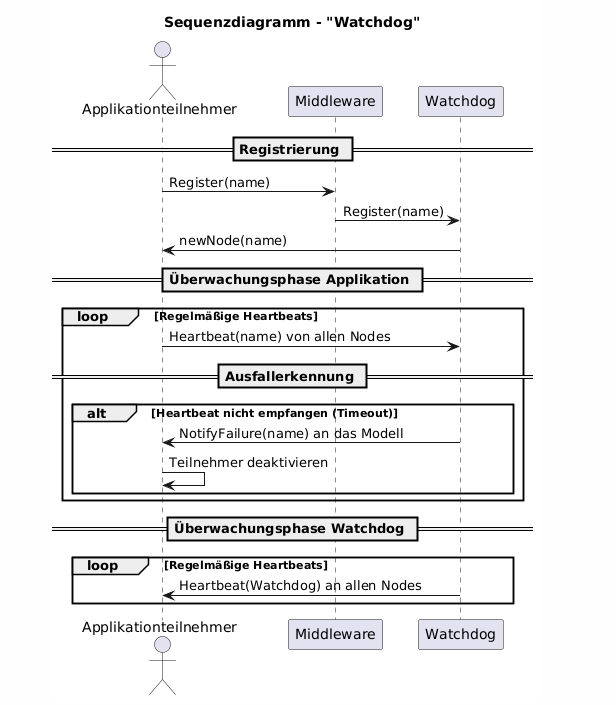 Sequenzdiagramm - "Watchdog"
Applikationteilnehmer
Middleware
Watchdog
Registrierung
Register(name)
Register(name)
newNode(name)
Überwachungsphase Applikation
loop [Regelmäßige Heartbeats]
Heartbeat(name) von allen Nodes
Ausfallerkennung
alt [Heartbeat nicht empfangen (Timeout)]
NotifyFailure(name) an das Modell
Teilnehmer deaktivieren
Überwachungsphase Watchdog
loop [Regelmäßige Heartbeats]
Heartbeat(Watchdog) an allen Nodes
Applikationteilnehmer
Middleware
Watchdog